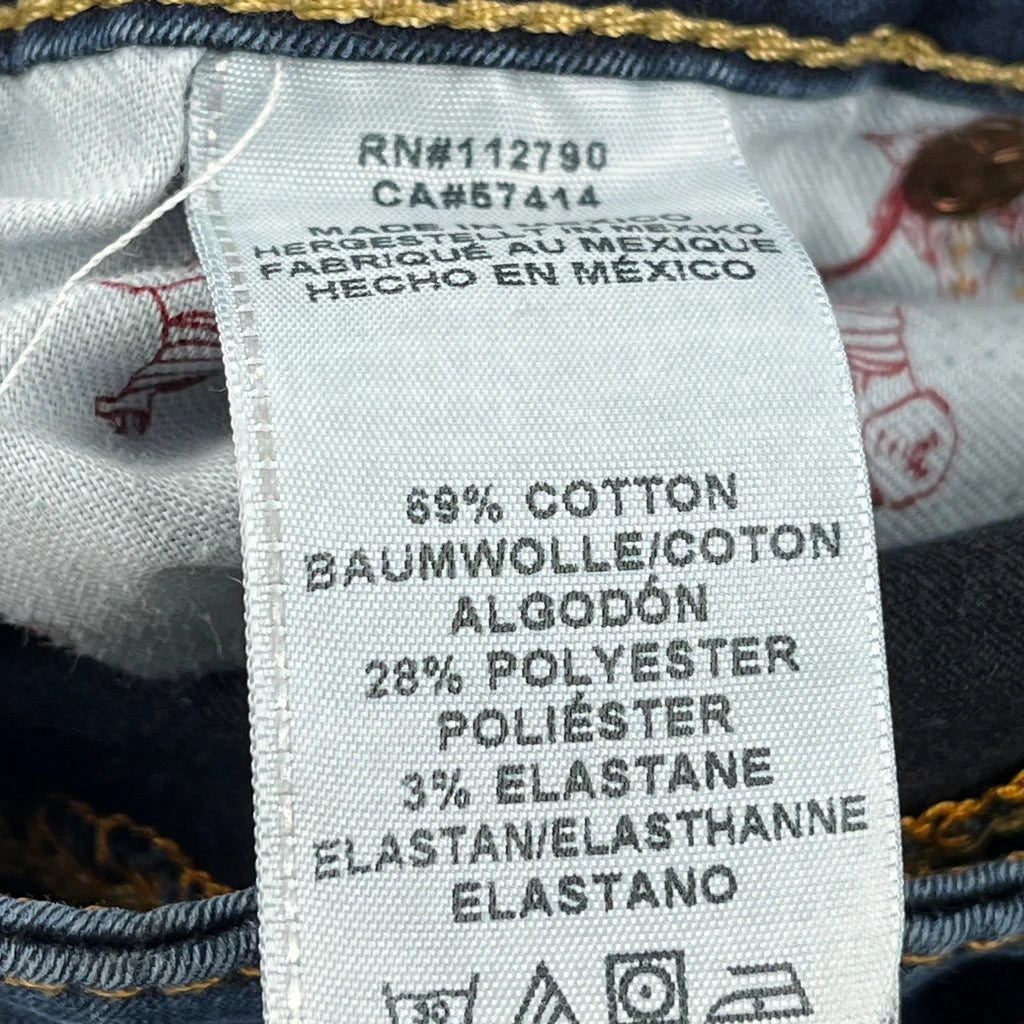 RN#112790
CA#57414
MADE IN MEXICO
HERGESTELLT IN MEXIKO
FABRIQUÉ AU MEXIQUE
HECHO EN MÉXICO
69% COTTON
BAUMWOLLE/COTON
ALGODÓN
28% POLYESTER
POLIÉSTER
3% ELASTANE
ELASTAN/ELASTHANNE
ELASTANO
30